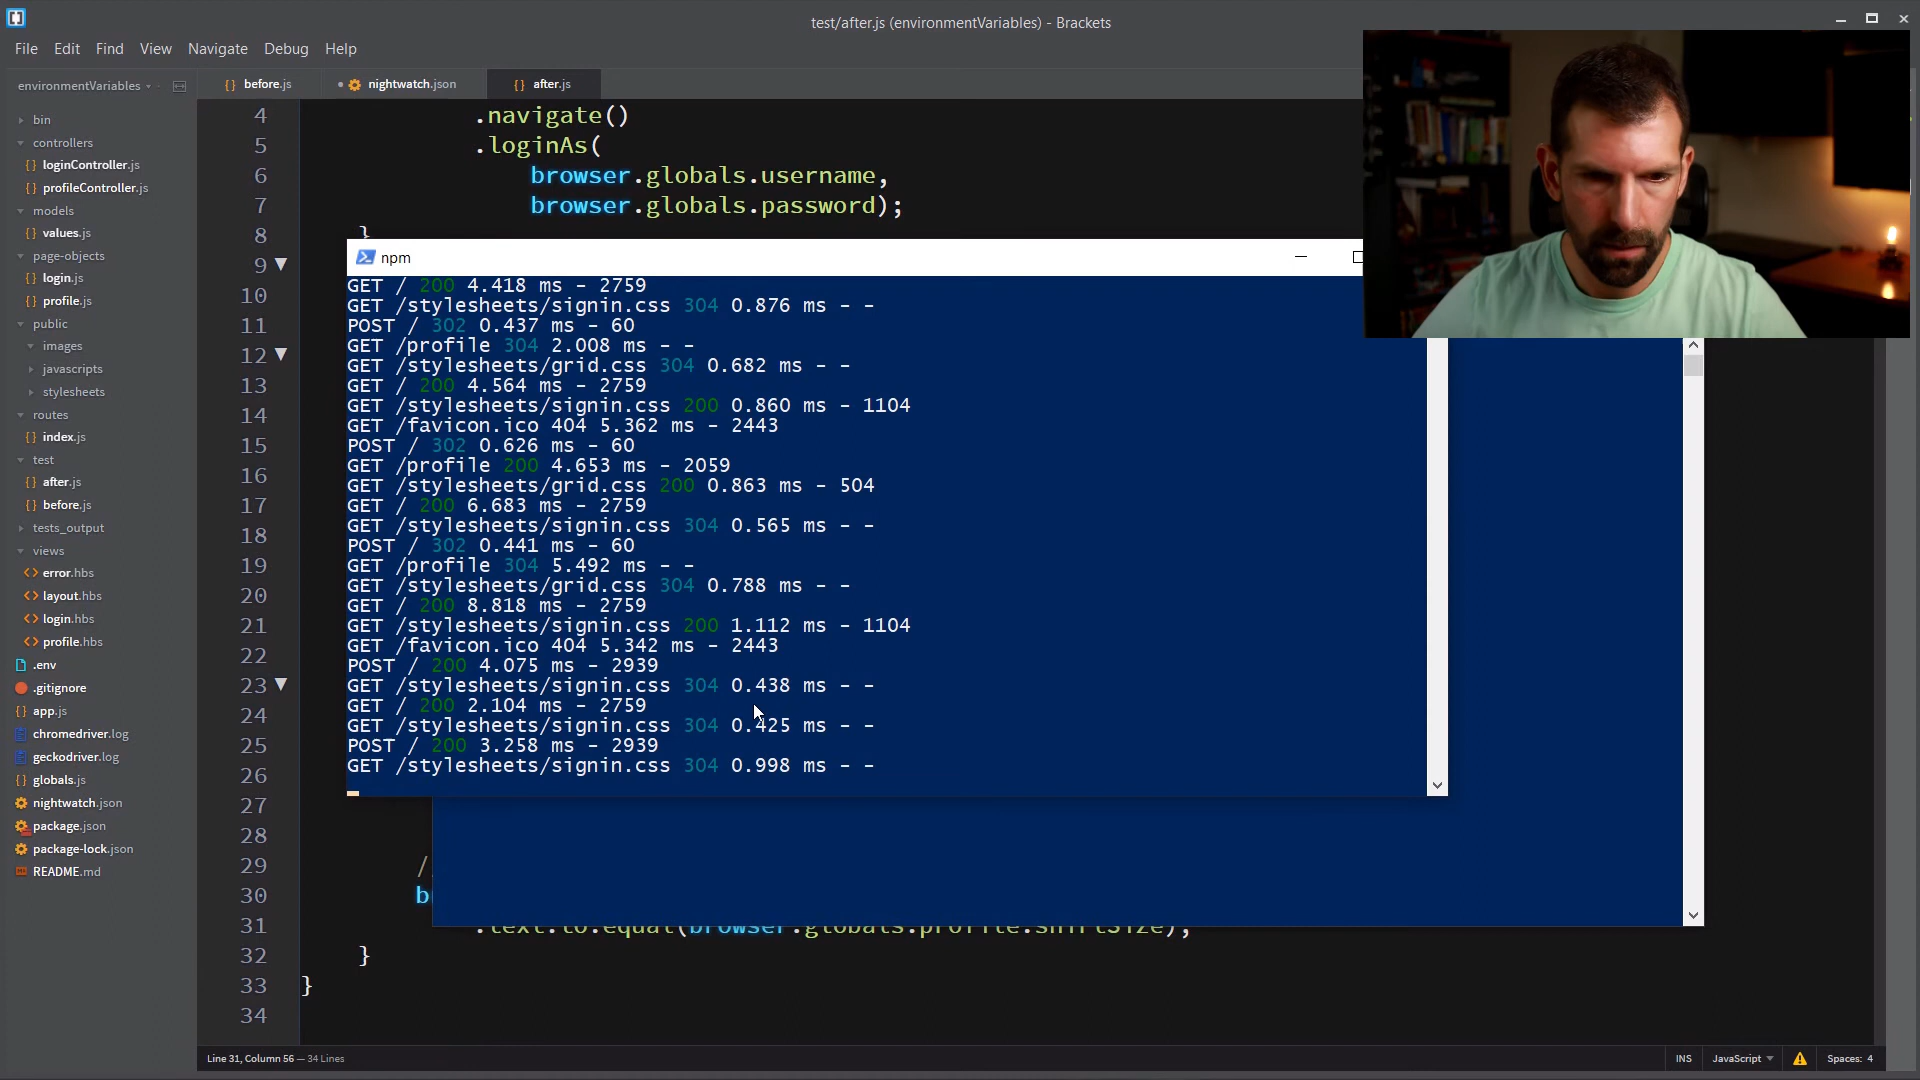 test/after.js (environmentVariables) - Brackets
File Edit Find View Navigate Debug Help
environmentVariables
before.js
nightwatch.json
after.js
bin
controllers
loginController.js
profileController.js
models
values.js
page-objects
login.js
profile.js
public
images
javascripts
stylesheets
routes
index.js
test
after.js
before.js
tests_output
views
error.hbs
layout.hbs
login.hbs
profile.hbs
.env
.gitignore
app.js
chromedriver.log
geckodriver.log
globals.js
nightwatch.json
package.json
package-lock.json
README.md
4 .navigate()
5 .loginAs(
6 browser.globals.username,
7 browser.globals.password);
8 }
9
10
11
12
13
14
15
16
17
18
19
20
21
22
23
24
25
26
27
28
29 /
30 b
31 .text.to.equal(browser.globals.profile.shirtSize);
32 }
33 }
34
npm
GET / 200 4.418 ms - 2759
GET /stylesheets/signin.css 304 0.876 ms - -
POST / 302 0.437 ms - 60
GET /profile 304 2.008 ms - -
GET /stylesheets/grid.css 304 0.682 ms - -
GET / 200 4.564 ms - 2759
GET /stylesheets/signin.css 200 0.860 ms - 1104
GET /favicon.ico 404 5.362 ms - 2443
POST / 302 0.626 ms - 60
GET /profile 200 4.653 ms - 2059
GET /stylesheets/grid.css 200 0.863 ms - 504
GET / 200 6.683 ms - 2759
GET /stylesheets/signin.css 304 0.565 ms - -
POST / 302 0.441 ms - 60
GET /profile 304 5.492 ms - -
GET /stylesheets/grid.css 304 0.788 ms - -
GET / 200 8.818 ms - 2759
GET /stylesheets/signin.css 200 1.112 ms - 1104
GET /favicon.ico 404 5.342 ms - 2443
POST / 200 4.075 ms - 2939
GET /stylesheets/signin.css 304 0.438 ms - -
GET / 200 2.104 ms - 2759
GET /stylesheets/signin.css 304 0.425 ms - -
POST / 200 3.258 ms - 2939
GET /stylesheets/signin.css 304 0.998 ms - -
Line 31, Column 56 — 34 Lines
INS
JavaScript
Spaces: 4